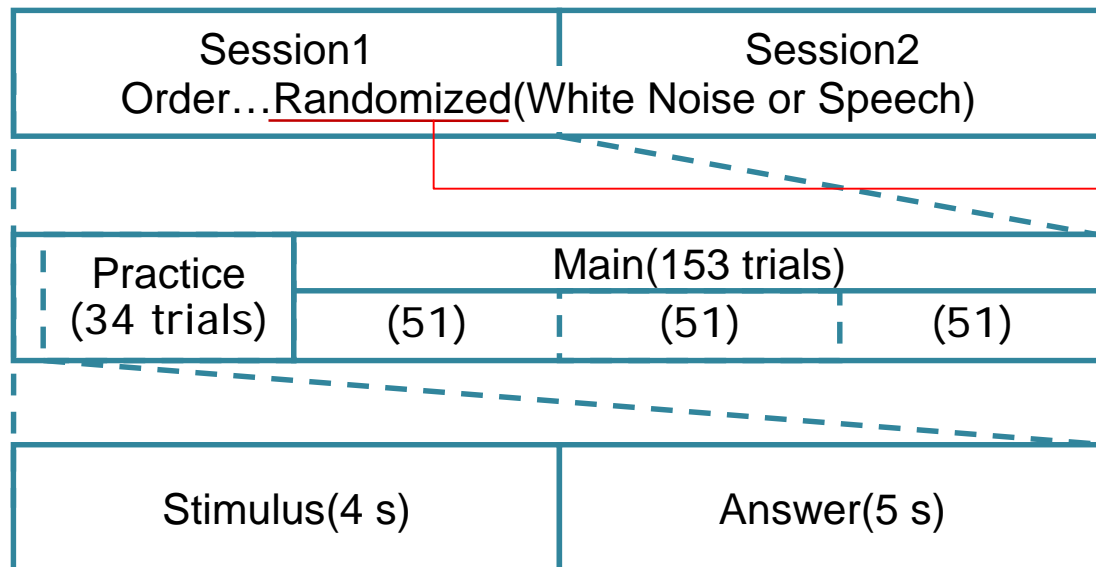 Session1 Session2
Order…Randomized(White Noise or Speech)
Practice
(34 trials)
Main(153 trials)
(51) (51) (51)
Stimulus(4 s) Answer(5 s)